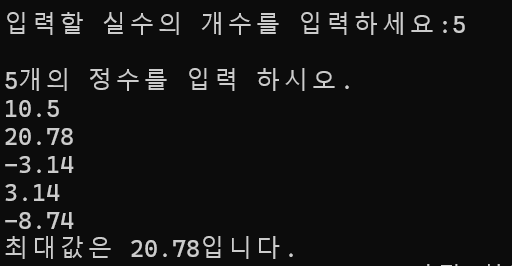 입력할 실수의 개수를 입력하세요:5
5개의 정수를 입력 하시오.
10.5
20.78
-3.14
3.14
-8.74
최대값은 20.78입니다.